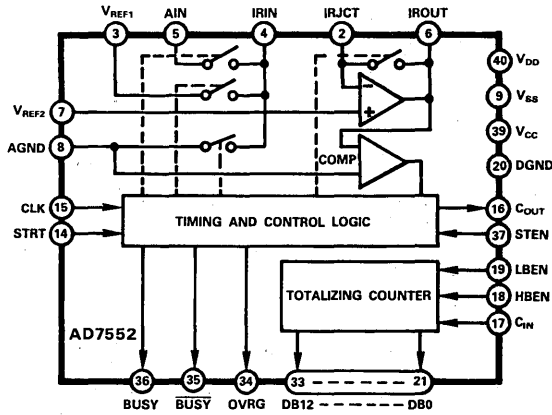 VREF1 AIN IRIN IRJCT IROUT
3 5 4 2 6
40 VDD
9 VSS
VREF2 7
- +
39 VCC
AGND 8
COMP
20 DGND
CLK 15
TIMING AND CONTROL LOGIC
16 COUT
STRT 14
37 STEN
19 LBEN
TOTALIZING COUNTER
18 HBEN
17 CIN
AD7552
36 35 34 33 21
BUSY BUSY OVRG DB12 DB0